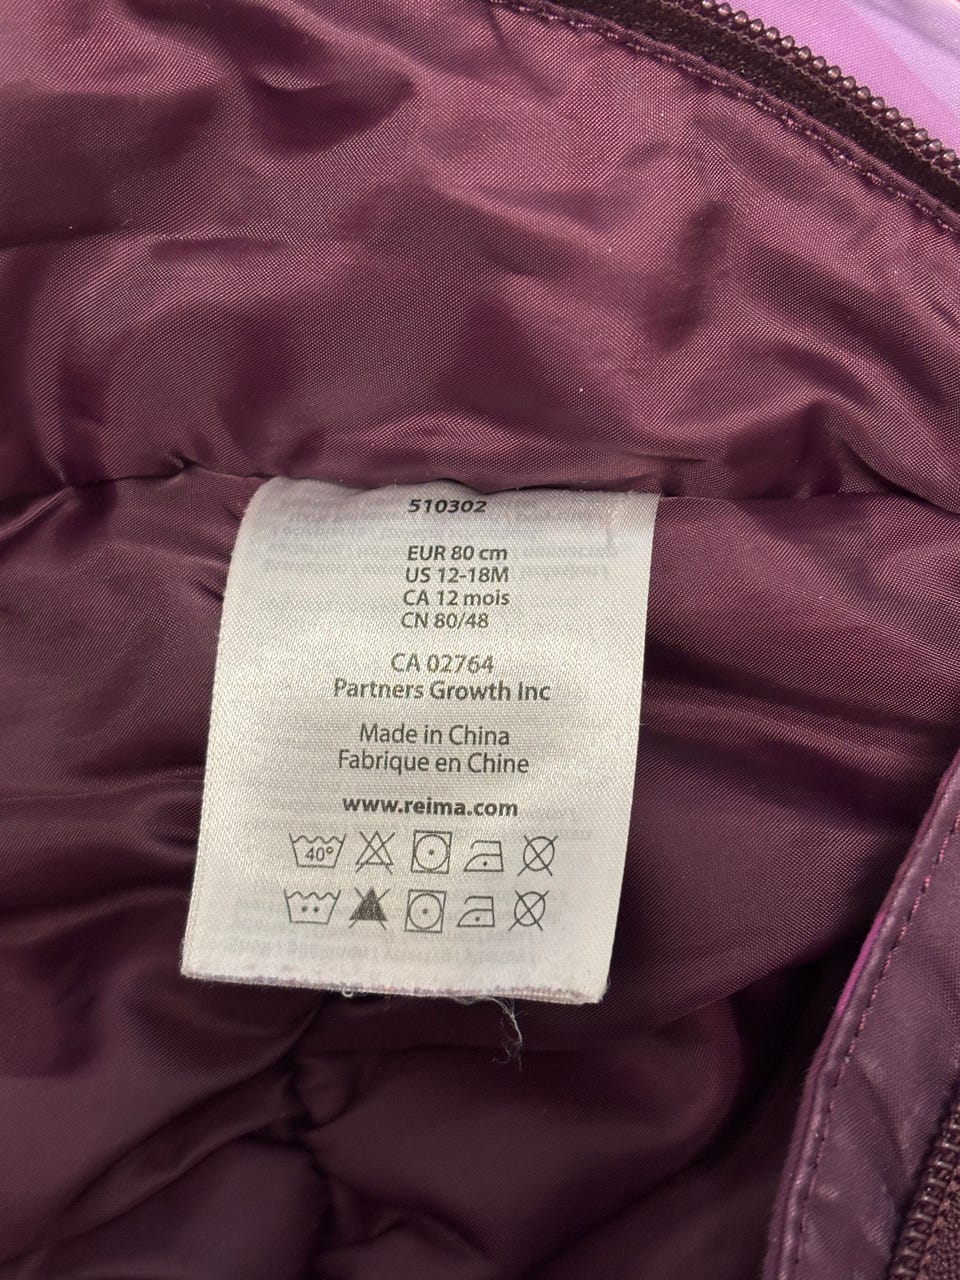 510302
EUR 80 cm
US 12-18M
CA 12 mois
CN 80/48
CA 02764
Partners Growth Inc
Made in China
Fabrique en Chine
www.reima.com
40°